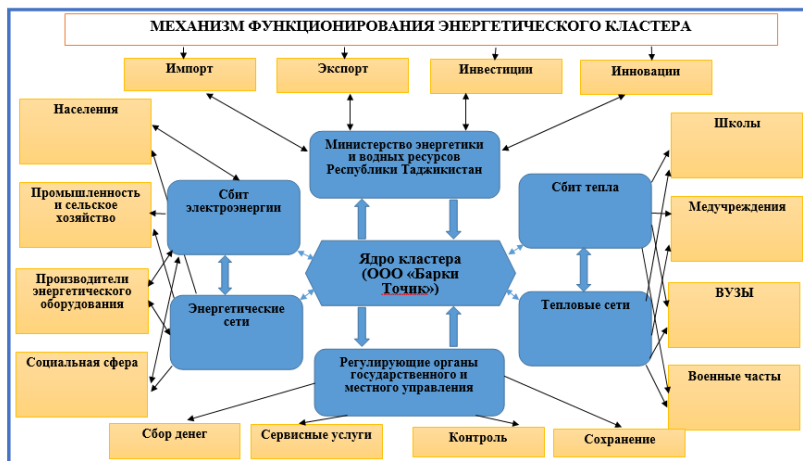 МЕХАНИЗМ ФУНКЦИОНИРОВАНИЯ ЭНЕРГЕТИЧЕСКОГО КЛАСТЕРА
Импорт
Экспорт
Инвестиции
Инновации
Населения
Промышленность
и сельское
хозяйство
Производители
энергетического
оборудования
Социальная сфера
Министерство энергетики
и водных ресурсов
Республики Таджикистан
Сбит
электроэнергии
Энергетические
сети
Ядро кластера
(ООО «Барки
Точик»)
Сбит тепла
Тепловые сети
Регулирующие органы
государственного и
местного управления
Школы
Медучреждения
ВУЗЫ
Военные часты
Сбор денег
Сервисные услуги
Контроль
Сохранение